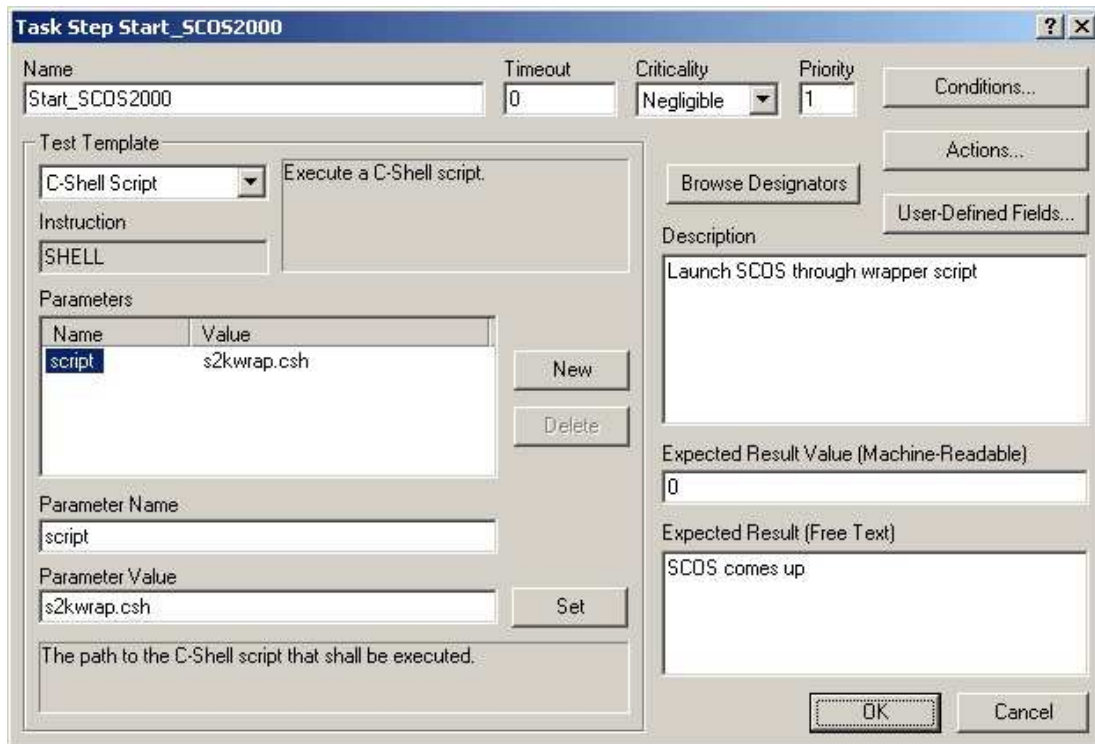 Task Step Start_SCOS2000
Name
Timeout
Criticality
Priority
Start_SCOS2000
0
Negligible
1
Conditions...
Actions...
User-Defined Fields...
Test Template
C-Shell Script
Execute a C-Shell script.
Instruction
SHELL
Browse Designators
Description
Launch SCOS through wrapper script
Parameters
Name Value
script s2kwrap.csh
New
Delete
Expected Result Value (Machine-Readable)
0
Parameter Name
script
Expected Result (Free Text)
SCOS comes up
Parameter Value
s2kwrap.csh
Set
The path to the C-Shell script that shall be executed.
OK
Cancel